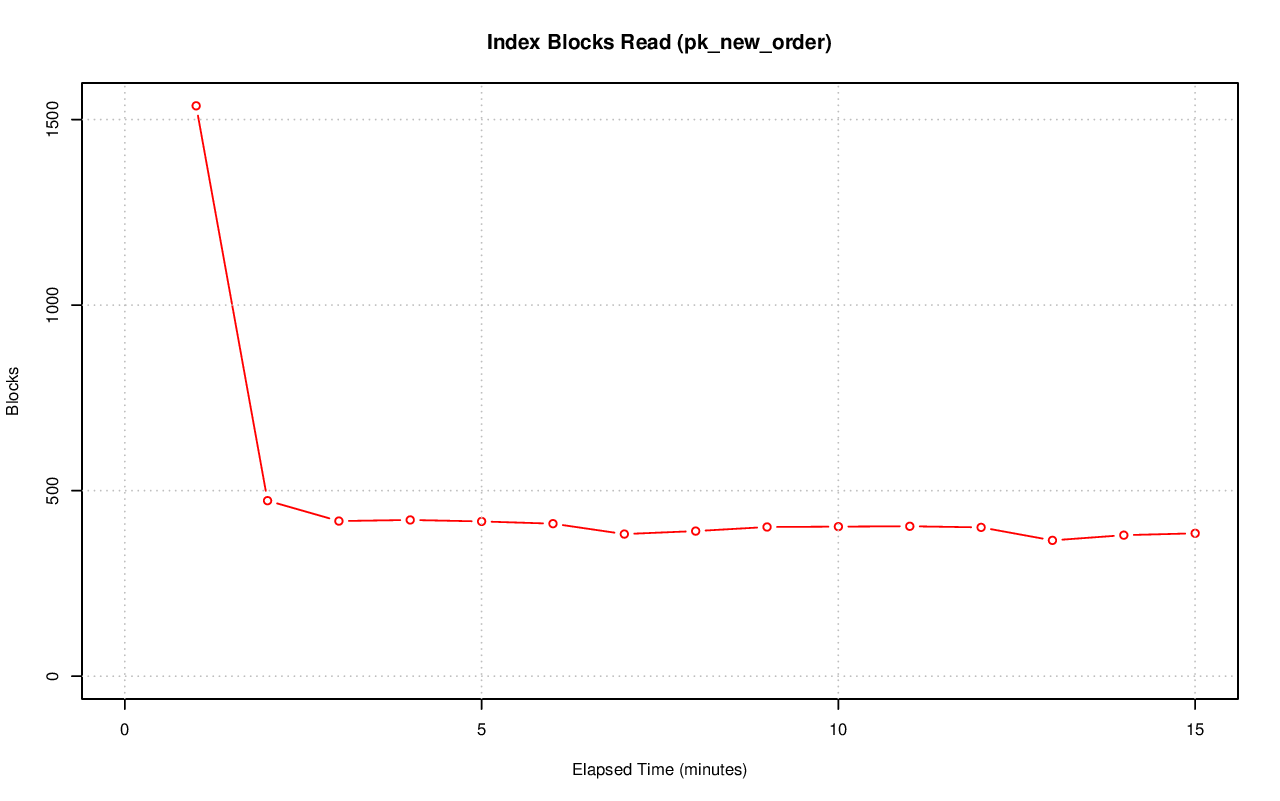 Index Blocks Read (pk_new_order)
Blocks
1500
1000
500
0
0 5 10 15
Elapsed Time (minutes)